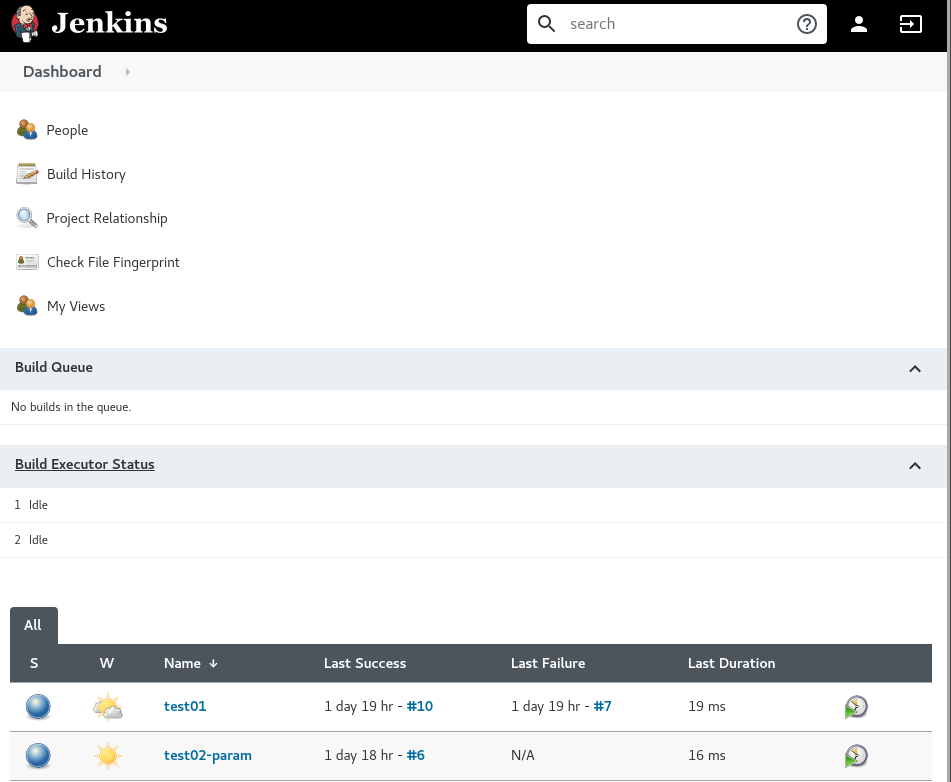 Jenkins search
Dashboard
People
Build History
Project Relationship
Check File Fingerprint
My Views
Build Queue
No builds in the queue.
Build Executor Status
1 Idle
2 Idle
All
S W Name ↓ Last Success Last Failure Last Duration
test01 1 day 19 hr - #10 1 day 19 hr - #7 19 ms
test02-param 1 day 18 hr - #6 N/A 16 ms